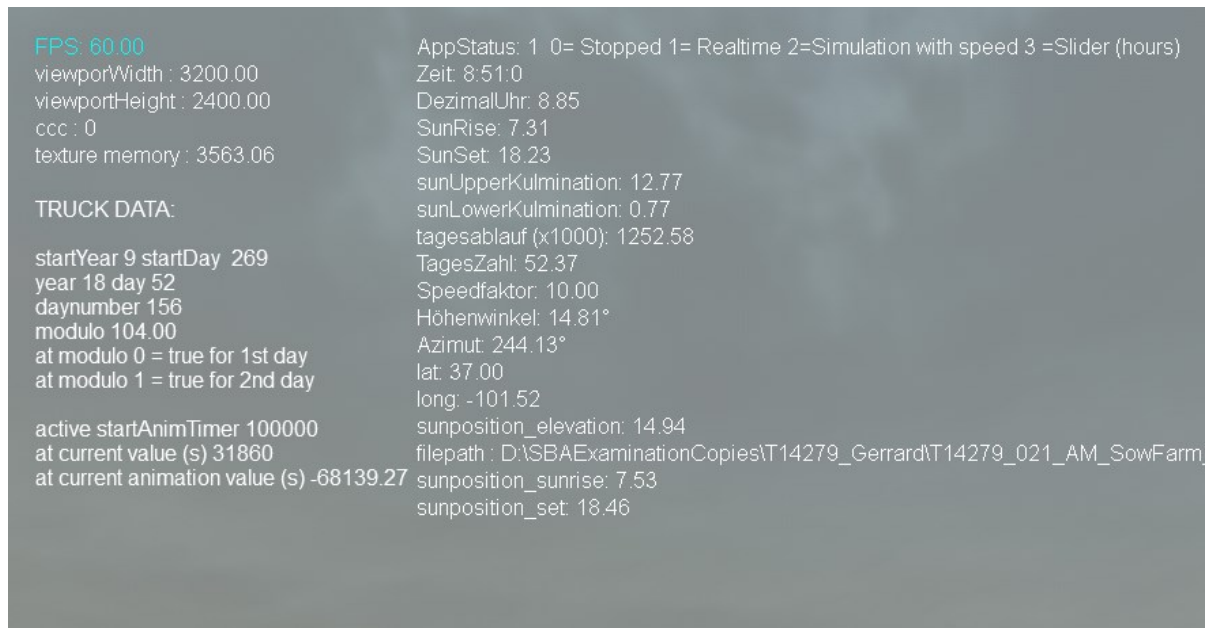 FPS: 60.00
viewporWidth : 3200.00
viewportHeight : 2400.00
ccc : 0
texture memory : 3563.06
TRUCK DATA:
startYear 9 startDay 269
year 18 day 52
daynumber 156
modulo 104.00
at modulo 0 = true for 1st day
at modulo 1 = true for 2nd day
active startAnimTimer 100000
at current value (s) 31860
at current animation value (s) -68139.27
AppStatus: 1 0= Stopped 1= Realtime 2=Simulation with speed 3 =Slider (hours)
Zeit: 8:51:0
DezimalUhr: 8.85
SunRise: 7.31
SunSet: 18.23
sunUpperKulmination: 12.77
sunLowerKulmination: 0.77
tagesablauf (x1000): 1252.58
TagesZahl: 52.37
Speedfaktor: 10.00
Höhenwinkel: 14.81°
Azimut: 244.13°
lat: 37.00
long: -101.52
sunposition_elevation: 14.94
filepath : D:\SBAExaminationCopies\T14279_Gerrard\T14279_021_AM_SowFarm_
sunposition_sunrise: 7.53
sunposition_set: 18.46